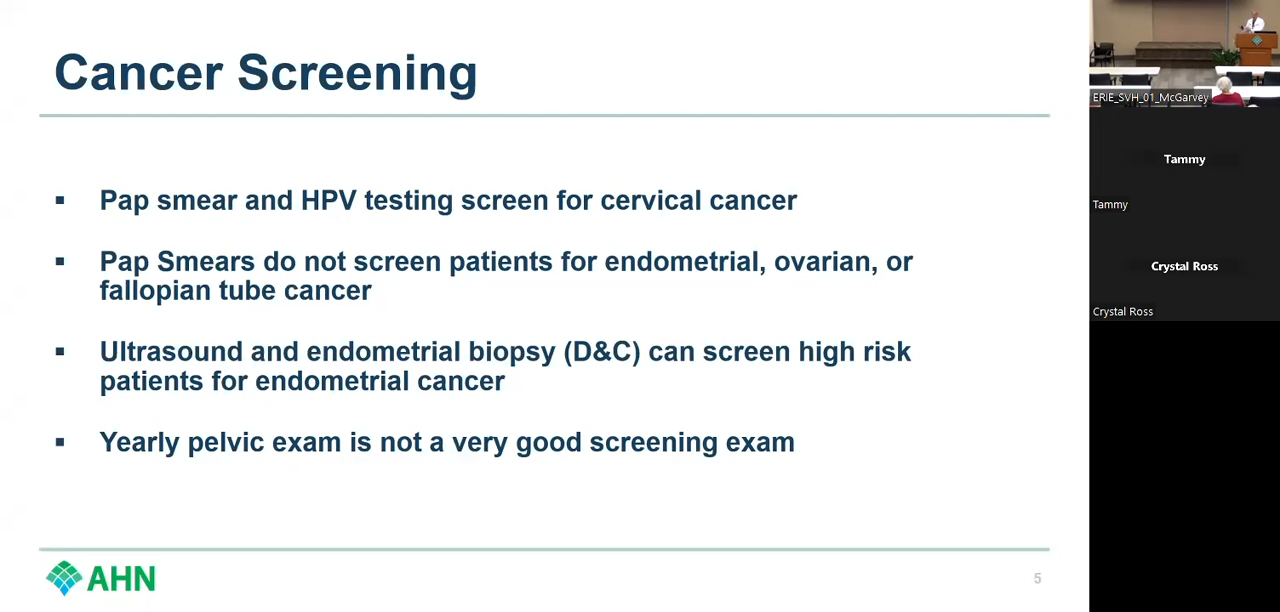 Cancer Screening
▪ Pap smear and HPV testing screen for cervical cancer
▪ Pap Smears do not screen patients for endometrial, ovarian, or
fallopian tube cancer
▪ Ultrasound and endometrial biopsy (D&C) can screen high risk
patients for endometrial cancer
▪ Yearly pelvic exam is not a very good screening exam
AHN
5
ERIE_SVH_01_McGarvey
Tammy
Tammy
Crystal Ross
Crystal Ross